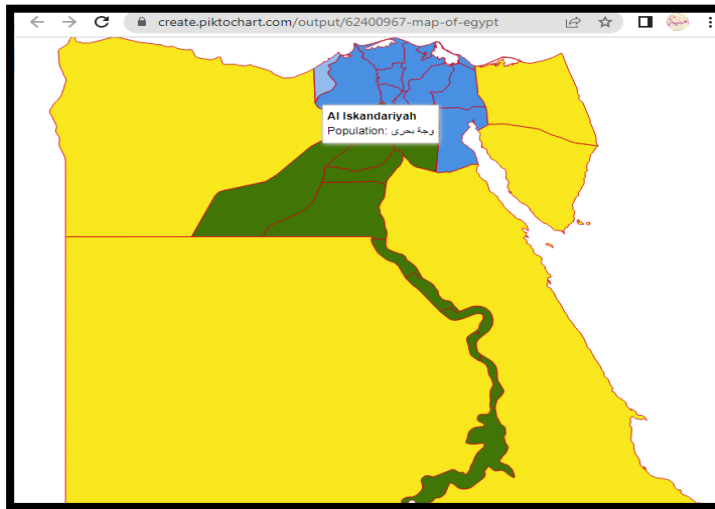 create.piktochart.com/output/62400967-map-of-egypt
Al Iskandariyah
Population: وجة بحرى